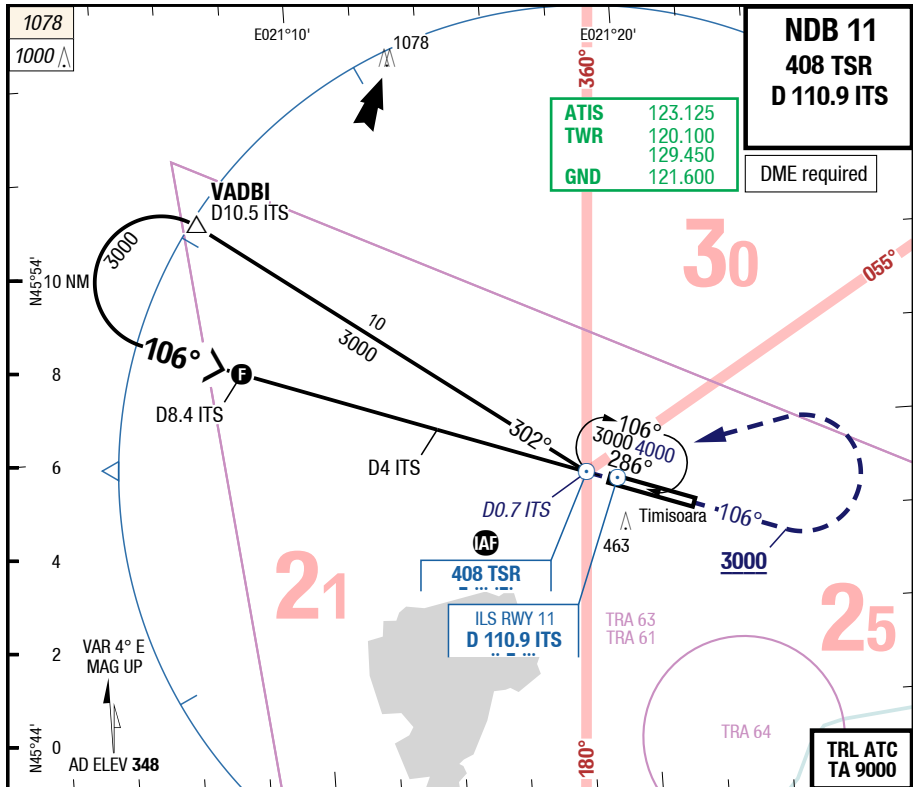 1078
1000
E021°10'
1078
E021°20'
360°
NDB 11
408 TSR
D 110.9 ITS
ATIS 123.125
TWR 120.100
129.450
GND 121.600
DME required
VADBI
D10.5 ITS
30
055°
3000
N45°54'
10 NM
10
3000
106°
8
F
D8.4 ITS
302°
106°
3000 4000
286°
D4 ITS
6
D0.7 ITS
Timisoara
106°
463
3000
IAF
4
408 TSR
21
ILS RWY 11
D 110.9 ITS
TRA 63
TRA 61
25
2
VAR 4° E
MAG UP
TRA 64
N45°44'
0
AD ELEV 348
180°
TRL ATC
TA 9000